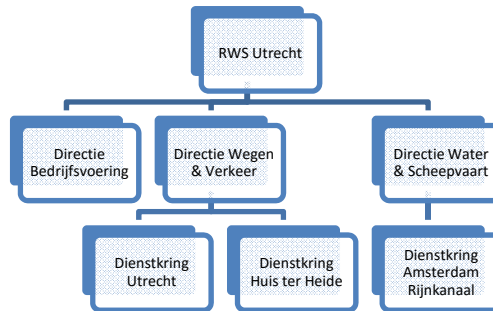 RWS Utrecht
Directie
Bedrijfsvoering
Directie Wegen
& Verkeer
Directie Water
& Scheepvaart
Dienstkring
Utrecht
Dienstkring
Huis ter Heide
Dienstkring
Amsterdam
Rijnkanaal